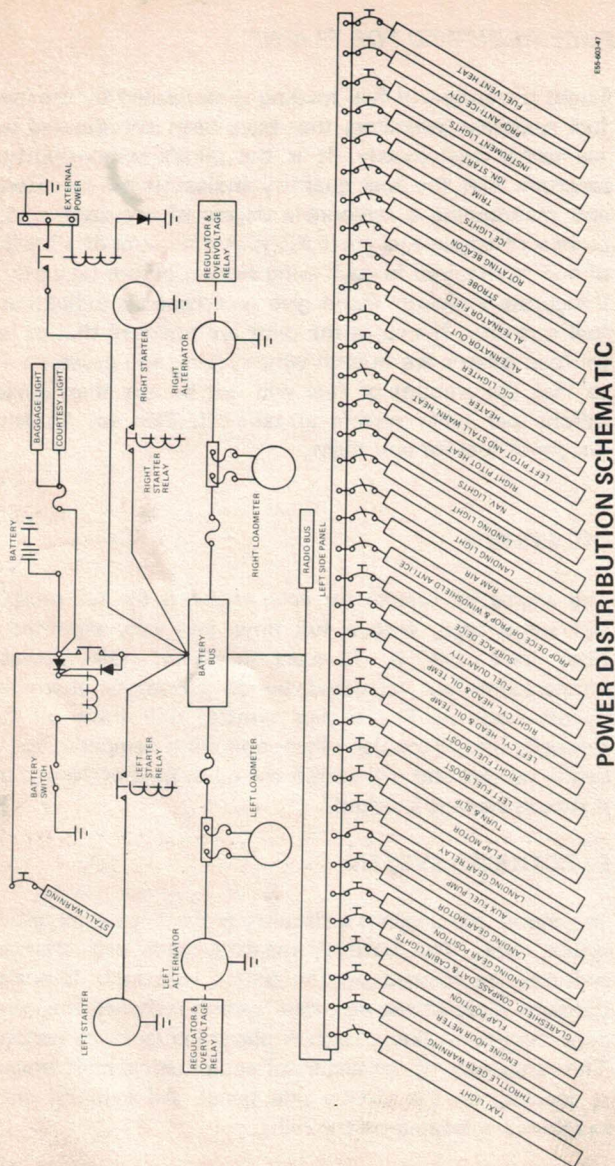 E55-603-47
EXTERNAL
POWER
REGULATOR &
OVERVOLTAGE
RELAY
BAGGAGE LIGHT
COURTESY LIGHT
BATTERY
BATTERY
SWITCH
STALL WARNING
RIGHT STARTER
RIGHT
STARTER
RELAY
RIGHT
ALTERNATOR
RIGHT LOADMETER
BATTERY
BUS
LEFT
STARTER
RELAY
LEFT LOADMETER
LEFT STARTER
LEFT
ALTERNATOR
REGULATOR &
OVERVOLTAGE
RELAY
RADIO BUS
LEFT SIDE PANEL
TAXI LIGHT
THROTTLE GEAR WARNING
ENGINE HOUR METER
FLAP POSITION
GLARESHIELD COMPASS OAT & CABIN LIGHTS
LANDING GEAR POSITION
LANDING GEAR MOTOR
AUX FUEL PUMP
LANDING GEAR RELAY
FLAP MOTOR
TURN & SLIP
LEFT FUEL BOOST
RIGHT FUEL BOOST
LEFT CYL. HEAD & OIL TEMP
RIGHT CYL. HEAD & OIL TEMP
FUEL QUANTITY
SURFACE DEICE
PROP DEICE OR PROP & WINDSHIELD ANTI ICE
RAM AIR
LANDING LIGHT
LANDING LIGHT
NAV LIGHTS
RIGHT PITOT HEAT
LEFT PITOT AND STALL WARN HEAT
HEATER
CIG LIGHTER
ALTERNATOR OUT
ALTERNATOR FIELD
STROBE
ROTATING BEACON
ICE LIGHTS
TRIM
IGN START
INSTRUMENT LIGHTS
PROP ANTI ICE QTY
FUEL VENT HEAT
POWER DISTRIBUTION SCHEMATIC